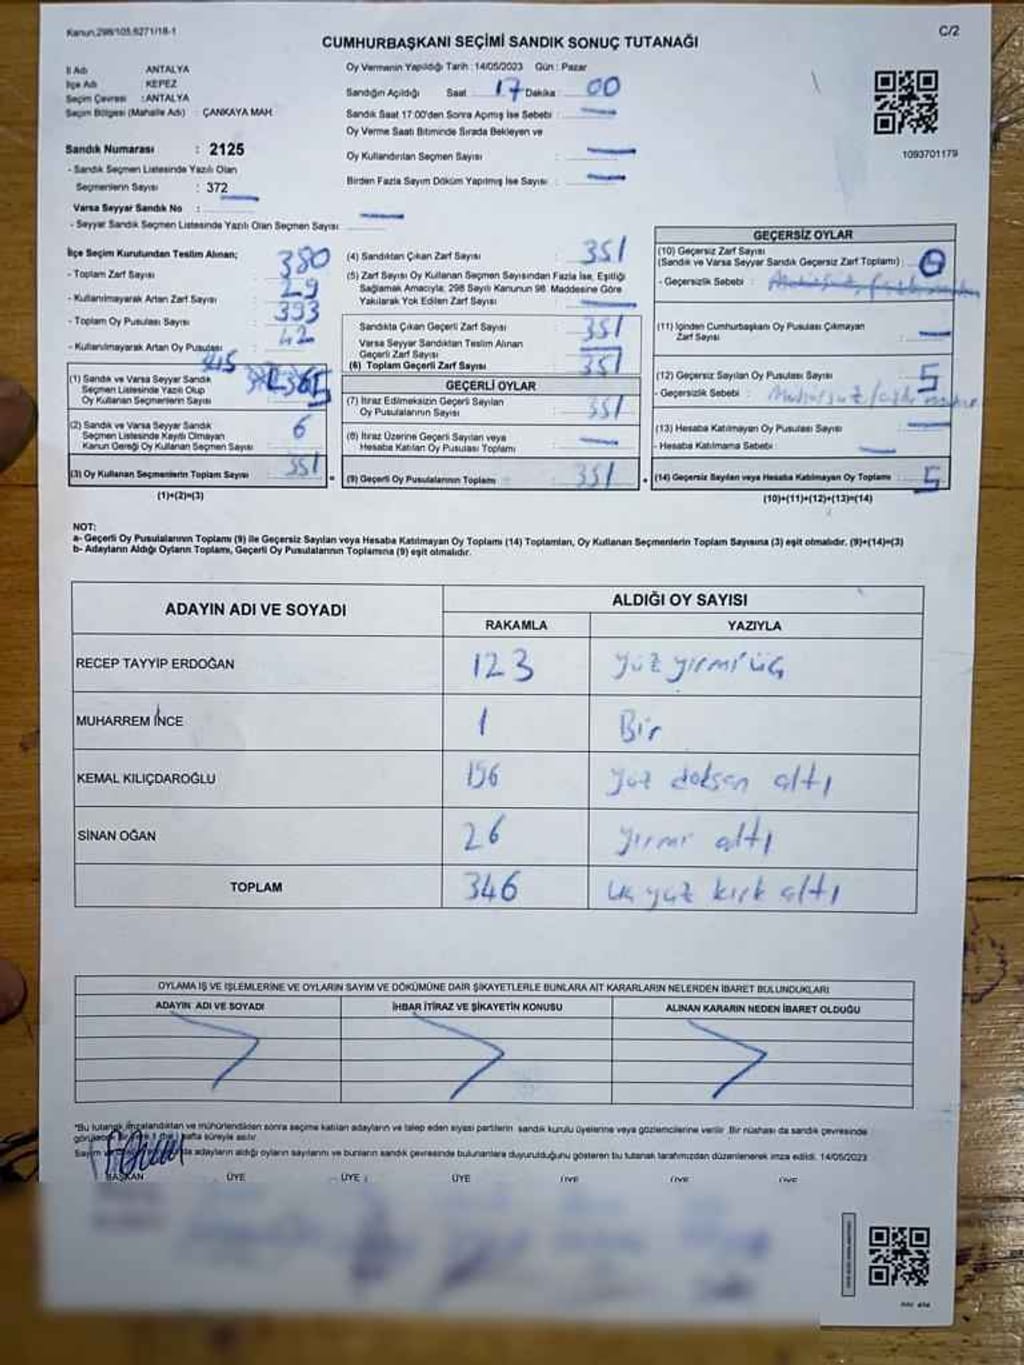 Kanun,298/105,6271/18-1
C/2
CUMHURBAŞKANI SEÇİMİ SANDIK SONUÇ TUTANAĞI
İl Adı ANTALYA
İlçe Adı KEPEZ
Seçim Çevresi :ANTALYA
Seçim Bölgesi (Mahalle Adı) : ÇANKAYA MAH.
Sandık Numarası : 2125
- Sandık Seçmen Listesinde Yazılı Olan
Seçmenlerin Sayısı : 372
Varsa Seyyar Sandık No :
- Seyyar Sandık Seçmen Listesinde Yazılı Olan Seçmen Sayısı
Oy Vermenin Yapıldığı Tarih : 14/05/2023 Gün : Pazar
Sandığın Açıldığı Saat : 17 Dakika : 00
Sandık Saat 17:00'den Sonra Açmış İse Sebebi :
Oy Verme Saati Bitiminde Sırada Bekleyen ve
Oy Kullandırılan Seçmen Sayısı :
Birden Fazla Sayım Döküm Yapılmış İse Sayısı :
1093701179
İlçe Seçim Kurulundan Teslim Alınan;
- Toplam Zarf Sayısı : 380
- Kullanılmayarak Artan Zarf Sayısı : 29
- Toplam Oy Pusulası Sayısı : 393
- Kullanılmayarak Artan Oy Pusulası : 42
(1) Sandık ve Varsa Seyyar Sandık
Seçmen Listesinde Yazılı Olup
Oy Kullanan Seçmenlerin Sayısı
(2) Sandık ve Varsa Seyyar Sandık
Seçmen Listesinde Kayıtlı Olmayan
Kanun Gereği Oy Kullanan Seçmen Sayısı 6
(3) Oy Kullanan Seçmenlerin Toplam Sayısı 351
(1)+(2)=(3)
(4) Sandıktan Çıkan Zarf Sayısı : 351
(5) Zarf Sayısı Oy Kullanan Seçmen Sayısından Fazla İse, Eşitliği
Sağlamak Amacıyla; 298 Sayılı Kanunun 98. Maddesine Göre
Yakılarak Yok Edilen Zarf Sayısı
Sandıkta Çıkan Geçerli Zarf Sayısı 351
Varsa Seyyar Sandıktan Teslim Alınan
Geçerli Zarf Sayısı
(6) Toplam Geçerli Zarf Sayısı 351
GEÇERLİ OYLAR
(7) İtiraz Edilmeksizin Geçerli Sayılan
Oy Pusulalarının Sayısı 351
(8) İtiraz Üzerine Geçerli Sayılan veya
Hesaba Katılan Oy Pusulası Toplamı
(9) Geçerli Oy Pusulalarının Toplamı 351
GEÇERSİZ OYLAR
(10) Geçersiz Zarf Sayısı
(Sandık ve Varsa Seyyar Sandık Geçersiz Zarf Toplamı) : 0
- Geçersizlik Sebebi :
(11) İçinden Cumhurbaşkanı Oy Pusulası Çıkmayan
Zarf Sayısı
(12) Geçersiz Sayılan Oy Pusulası Sayısı : 5
- Geçersizlik Sebebi :
(13) Hesaba Katılmayan Oy Pusulası Sayısı :
- Hesaba Katılmama Sebebi :
(14) Geçersiz Sayılan veya Hesaba Katılmayan Oy Toplamı : 5
(10)+(11)+(12)+(13)=(14)
NOT:
a- Geçerli Oy Pusulalarının Toplamı (9) ile Geçersiz Sayılan veya Hesaba Katılmayan Oy Toplamı (14) Toplamları, Oy Kullanan Seçmenlerin Toplam Sayısına (3) eşit olmalıdır. (9)+(14)=(3)
b- Adayların Aldığı Oyların Toplamı, Geçerli Oy Pusulalarının Toplamına (9) eşit olmalıdır.
ADAYIN ADI VE SOYADI ALDIĞI OY SAYISI
RAKAMLA YAZIYLA
RECEP TAYYİP ERDOĞAN 123 yüz yirmi üç
MUHARREM İNCE 1 Bir
KEMAL KILIÇDAROĞLU 196 yüz doksan altı
SİNAN OĞAN 26 yirmi altı
TOPLAM 346 üç yüz kırk altı
OYLAMA İŞ VE İŞLEMLERİNE VE OYLARIN SAYIM VE DÖKÜMÜNE DAİR ŞİKAYETLERLE BUNLARA AİT KARARLARIN NELERDEN İBARET BULUNDUKLARI
ADAYIN ADI VE SOYADI İHBAR İTİRAZ VE ŞİKAYETİN KONUSU ALINAN KARARIN NEDEN İBARET OLDUĞU
*Bu tutanak imzalandıktan ve mühürlendikten sonra seçime katılan adayların ve talep eden siyasi partilerin sandık kurulu üyelerine veya gözlemcilerine verilir. Bir nüshası da sandık çevresinde
hafta süreyle asılır.
adayların aldığı oyların sayılarını ve bunların sandık çevresinde bulunanlara duyurulduğunu gösteren bu tutanak tarafımızdan düzenlenerek imza edildi. 14/05/2023
BAŞKAN ÜYE ÜYE ÜYE ÜYE ÜYE ÜYE